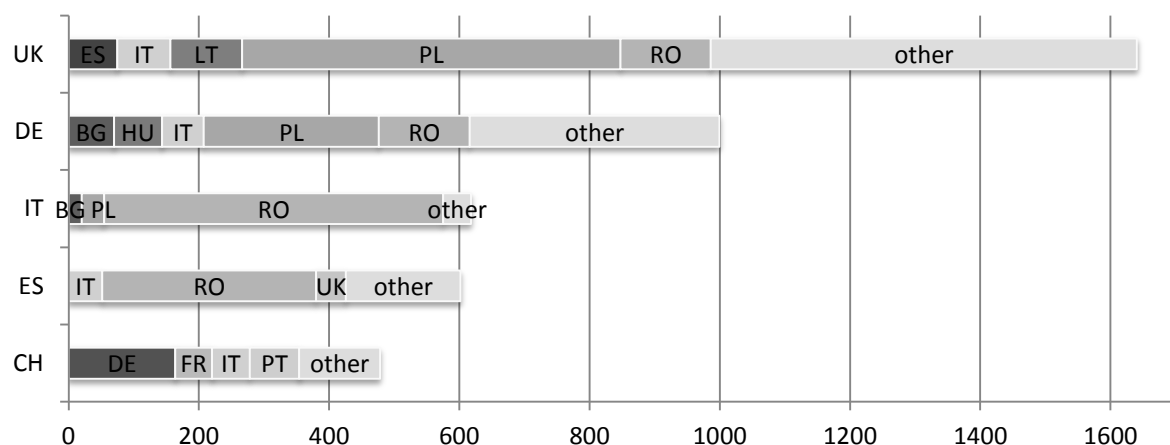 UK ES IT LT PL RO other
DE BG HU IT PL RO other
IT BG PL RO other
ES IT RO UK other
CH DE FR IT PT other
0 200 400 600 800 1000 1200 1400 1600